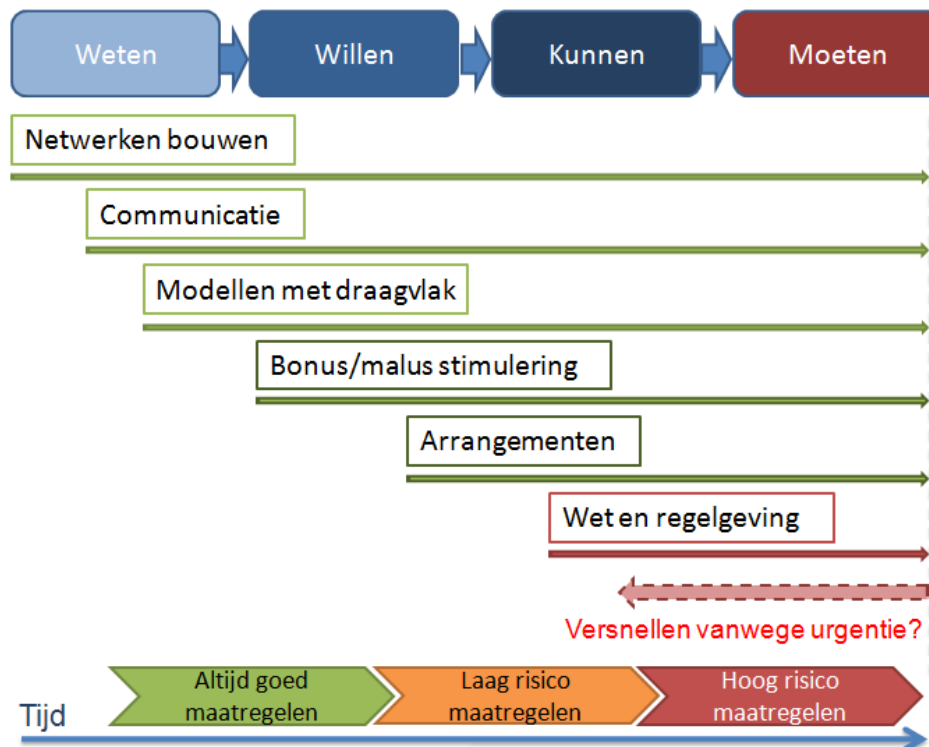 Weten
Willen
Kunnen
Moeten
Netwerken bouwen
Communicatie
Modellen met draagvlak
Bonus/malus stimulering
Arrangementen
Wet en regelgeving
Versnellen vanwege urgentie?
Altijd goed
maatregelen
Laag risico
maatregelen
Hoog risico
maatregelen
Tijd